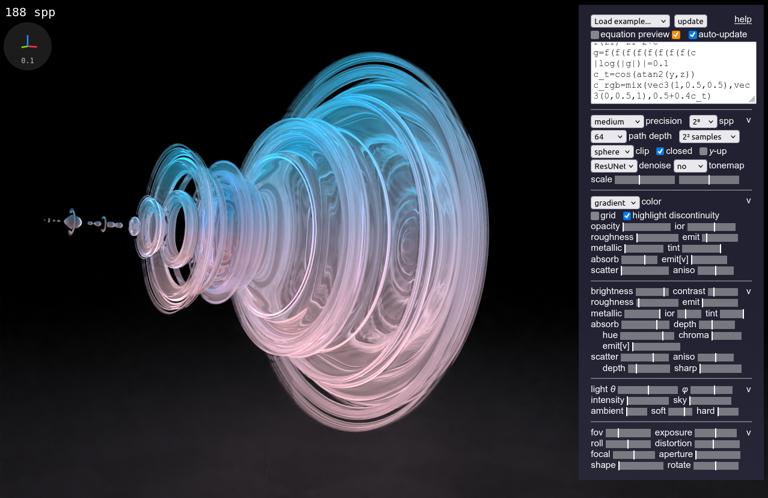 188 spp
0.1
Load example... update help
equation preview auto-update
g=f(f(f(f(f(f(f(c
|log(|g|)|=0.1
c_t=cos(atan2(y,z))
c_rgb=mix(vec3(1,0.5,0.5),vec
3(0,0.5,1),0.5+0.4c_t)
medium precision 2⁸ spp v
64 path depth 2² samples
sphere clip closed y-up
ResUNet denoise no tonemap
scale
gradient color v
grid highlight discontinuity
opacity ior
roughness emit
metallic tint
absorb emit[v]
scatter aniso
brightness contrast v
roughness emit
metallic ior tint
absorb depth
hue chroma
emit[v]
scatter aniso
depth sharp
light θ φ v
intensity sky
ambient soft hard
fov exposure v
roll distortion
focal aperture
shape rotate